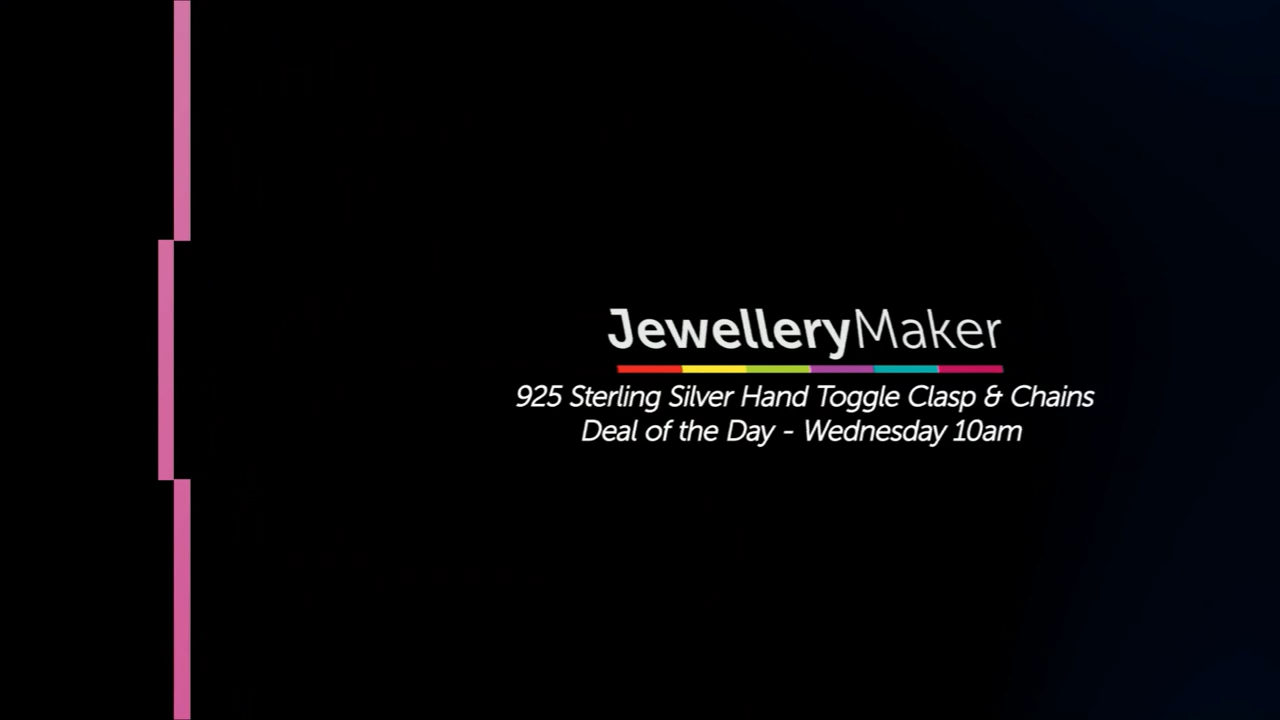 JewelleryMaker
925 Sterling Silver Hand Toggle Clasp & Chains
Deal of the Day - Wednesday 10am